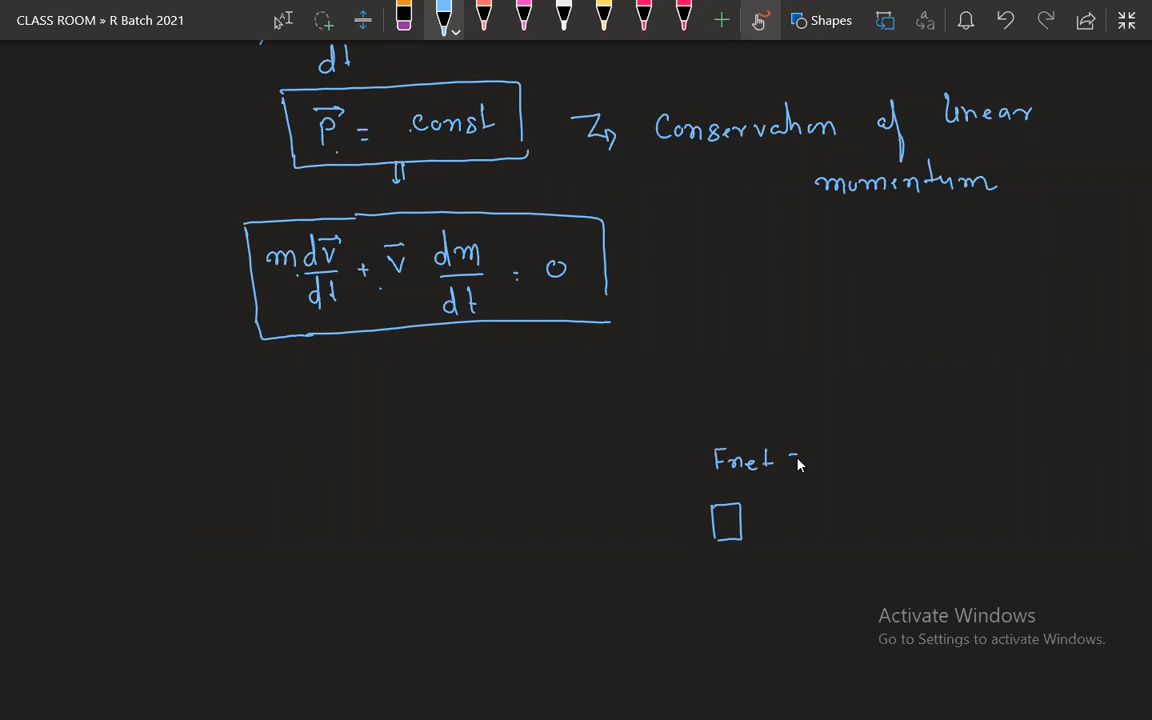 CLASS ROOM » R Batch 2021
Shapes
dt
P⃗ = const
Conservation of linear
momentum
m dv⃗/dt + v⃗ dm/dt = 0
Fnet =
Activate Windows
Go to Settings to activate Windows.